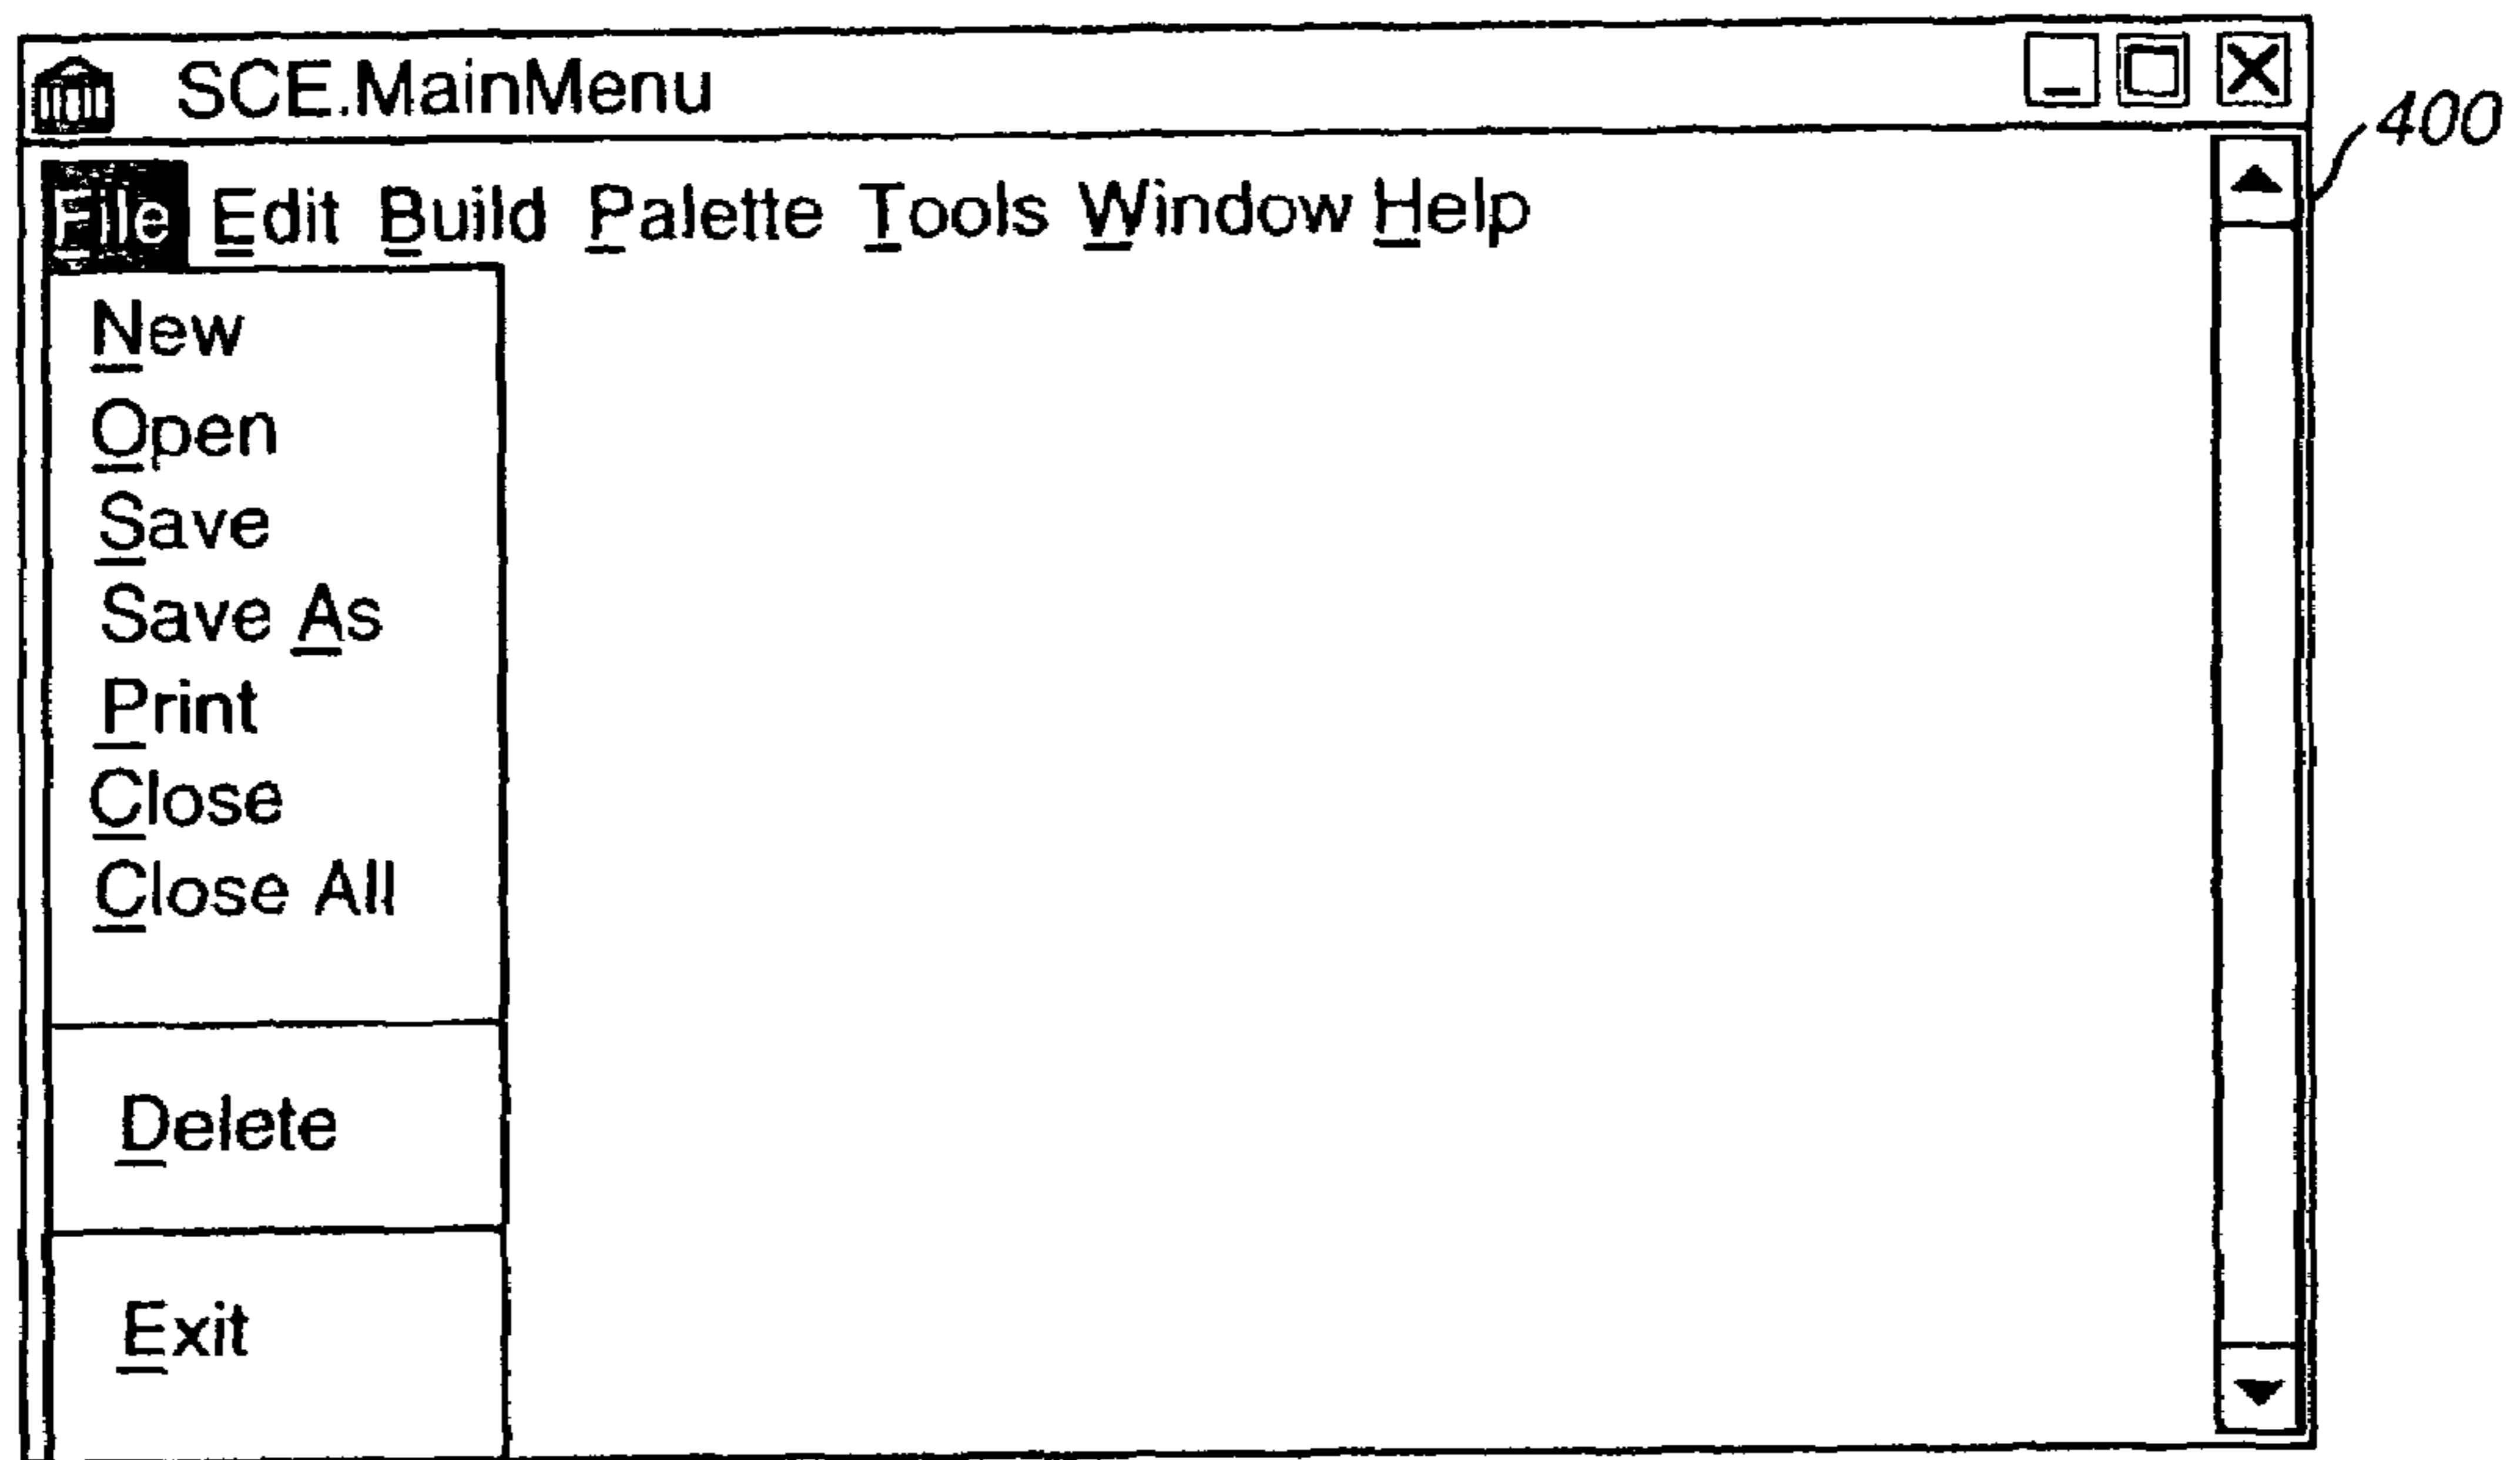 SCE.MainMenu
400
File Edit Build Palette Tools Window Help
New
Open
Save
Save As
Print
Close
Close All
Delete
Exit